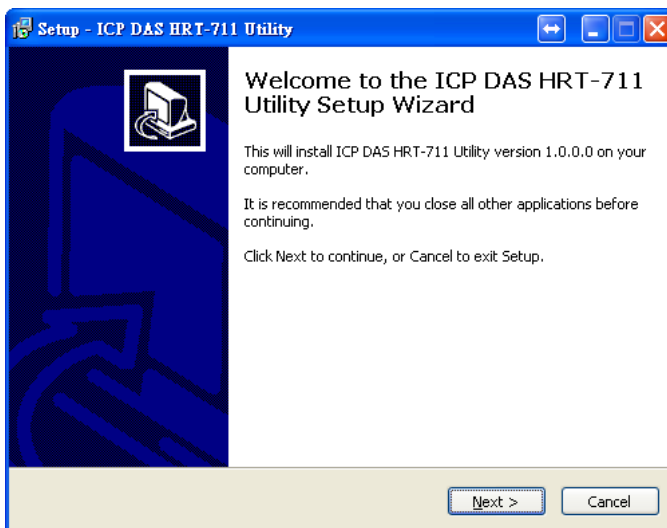 Setup - ICP DAS HRT-711 Utility
Welcome to the ICP DAS HRT-711
Utility Setup Wizard
This will install ICP DAS HRT-711 Utility version 1.0.0.0 on your
computer.
It is recommended that you close all other applications before
continuing.
Click Next to continue, or Cancel to exit Setup.
Next >
Cancel